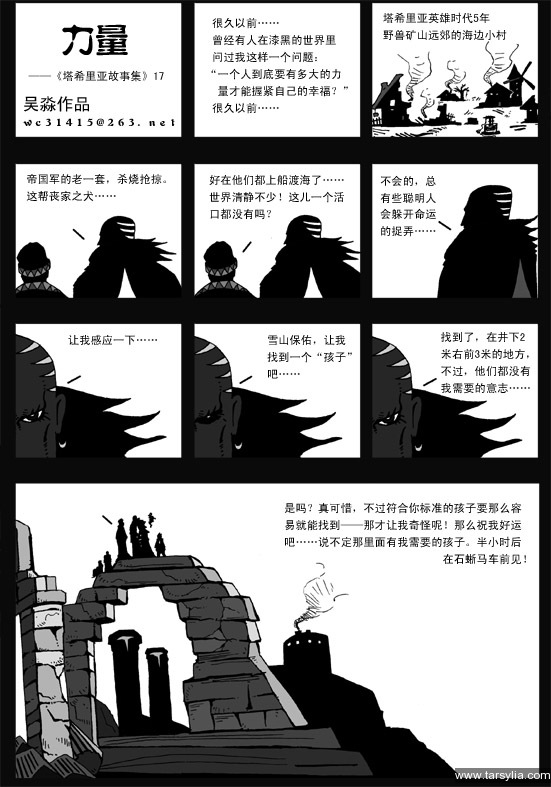 力量
——《塔希里亚故事集》17
吴淼作品
wc31415@263.net
很久以前……
曾经有人在漆黑的世界里
问过我这样一个问题：
“一个人到底要有多大的力
量才能握紧自己的幸福？”
很久以前……
塔希里亚英雄时代5年
野兽矿山远郊的海边小村
帝国军的老一套，杀烧抢掠。
这帮丧家之犬……
好在他们都上船渡海了……
世界清静不少！这儿一个活
口都没有吗？
不会的，总
有些聪明人
会躲开命运
的捉弄……
让我感应一下……
雪山保佑，让我
找到一个“孩子”
吧……
找到了，在井下2
米右前3米的地方，
不过，他们都没有
我需要的意志……
是吗？真可惜，不过符合你标准的孩子要那么容
易就能找到——那才让我奇怪呢！那么祝我好运
吧……说不定那里面有我需要的孩子。半小时后
在石蜥马车前见！
www.tarsylia.com